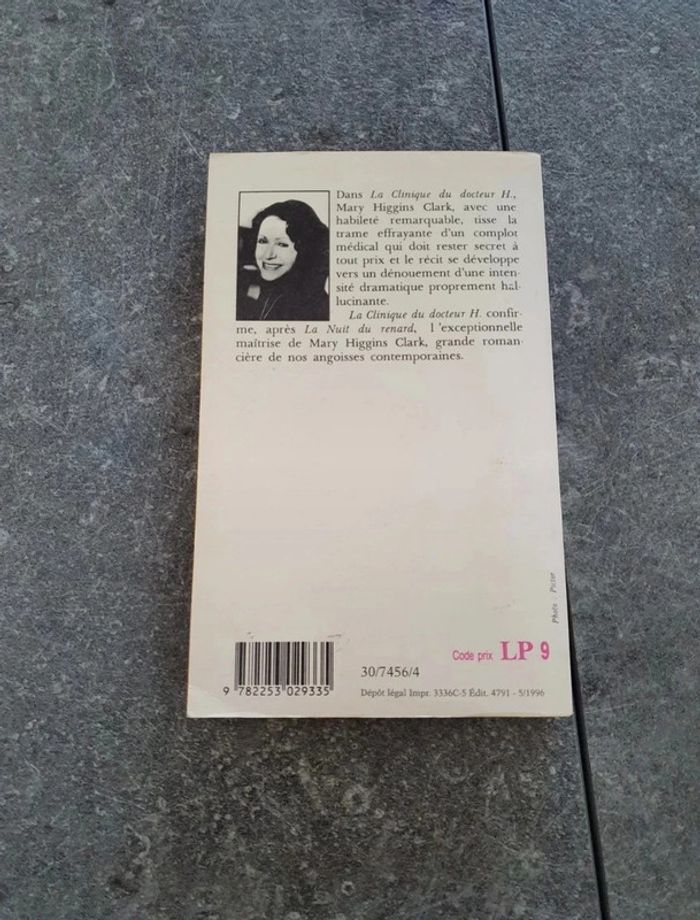 Dans La Clinique du docteur H.,
Mary Higgins Clark, avec une
habileté remarquable, tisse la
trame effrayante d'un complot
médical qui doit rester secret à
tout prix et le récit se développe
vers un dénouement d'une inten-
sité dramatique proprement hal-
lucinante.
La Clinique du docteur H. confir-
me, après La Nuit du renard, l'exceptionnelle
maîtrise de Mary Higgins Clark, grande roman-
cière de nos angoisses contemporaines.
Photo : Pictor
Code prix LP 9
9 782253 029335
30/7456/4
Dépôt légal Impr. 3336C-5 Édit. 4791 - 5/1996